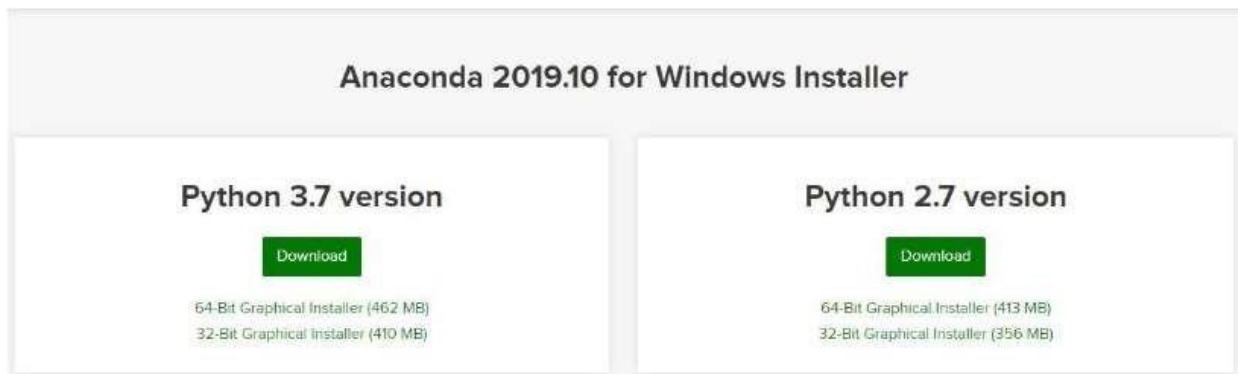 Anaconda 2019.10 for Windows Installer
Python 3.7 version
Download
64-Bit Graphical Installer (462 MB)
32-Bit Graphical Installer (410 MB)
Python 2.7 version
Download
64-Bit Graphical Installer (413 MB)
32-Bit Graphical Installer (356 MB)